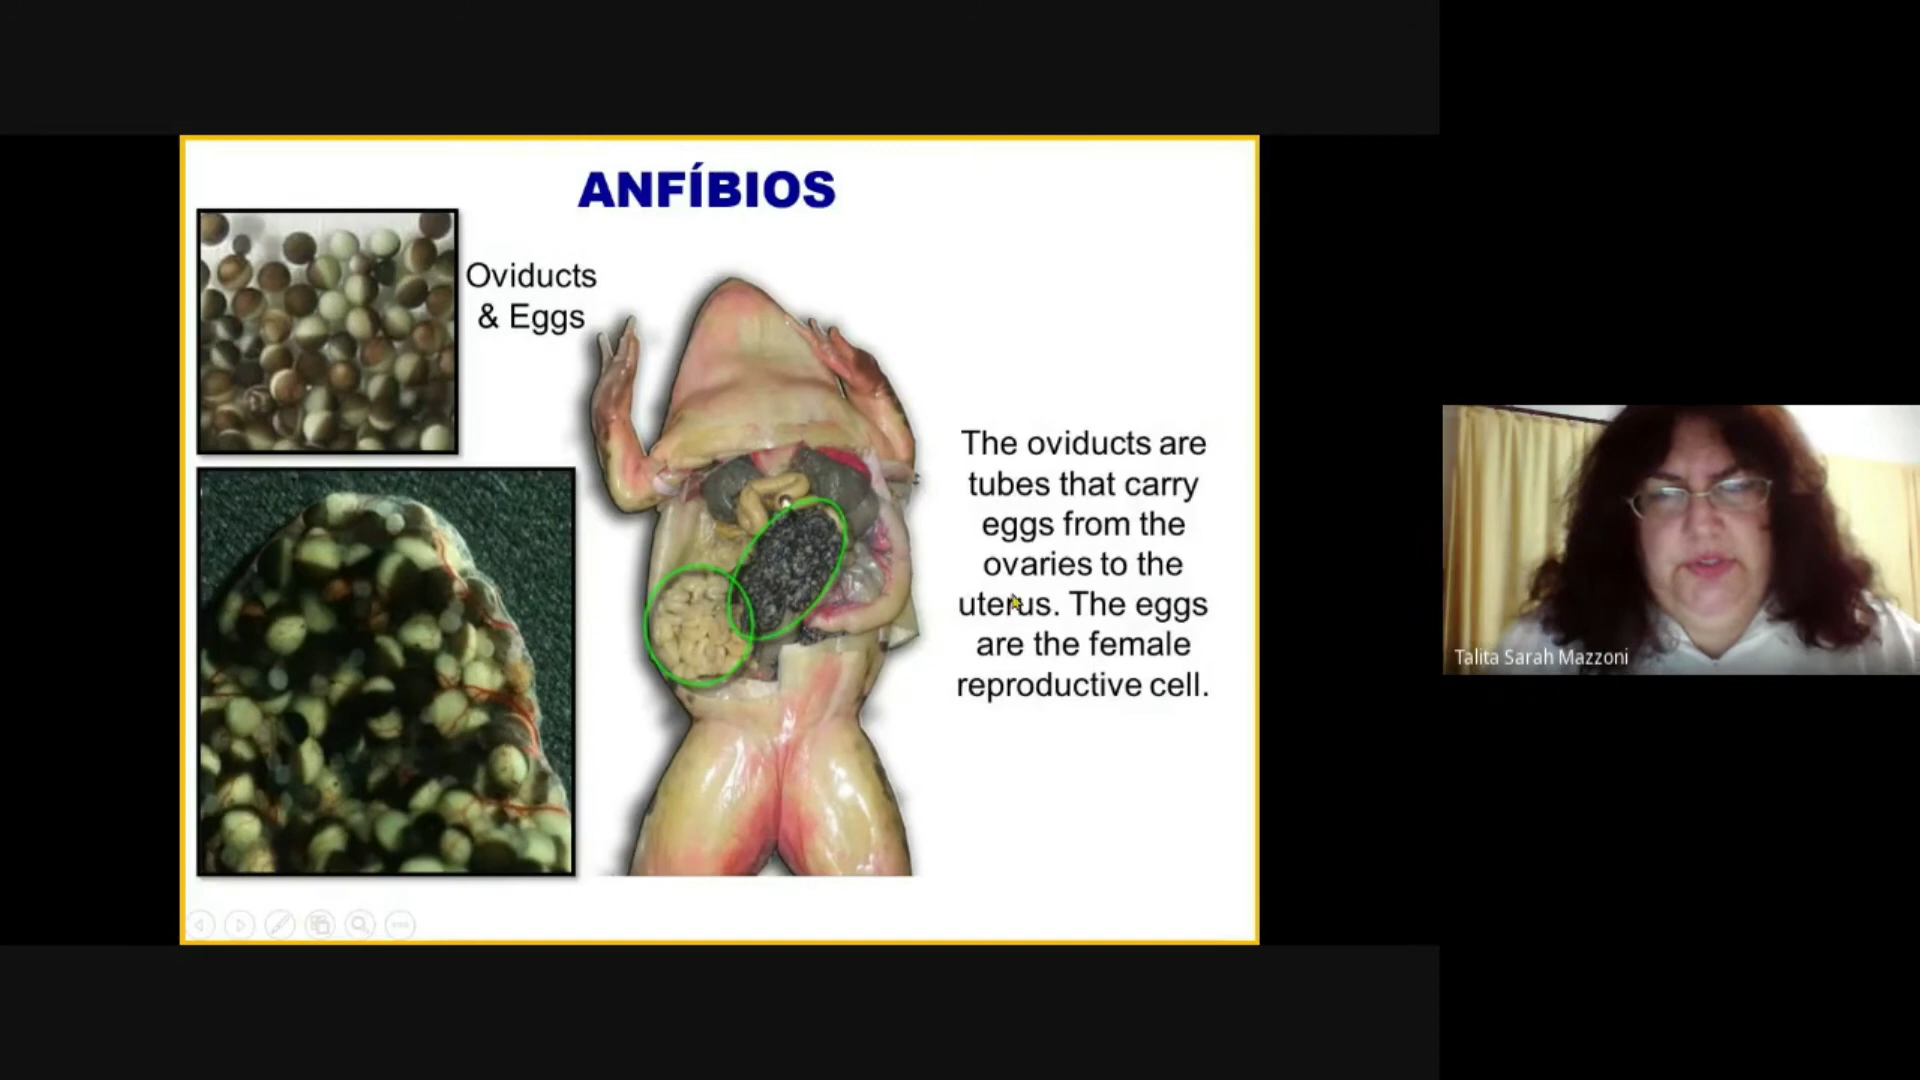 ANFÍBIOS
Oviducts
& Eggs
The oviducts are
tubes that carry
eggs from the
ovaries to the
uterus. The eggs
are the female
reproductive cell.
Talita Sarah Mazzoni